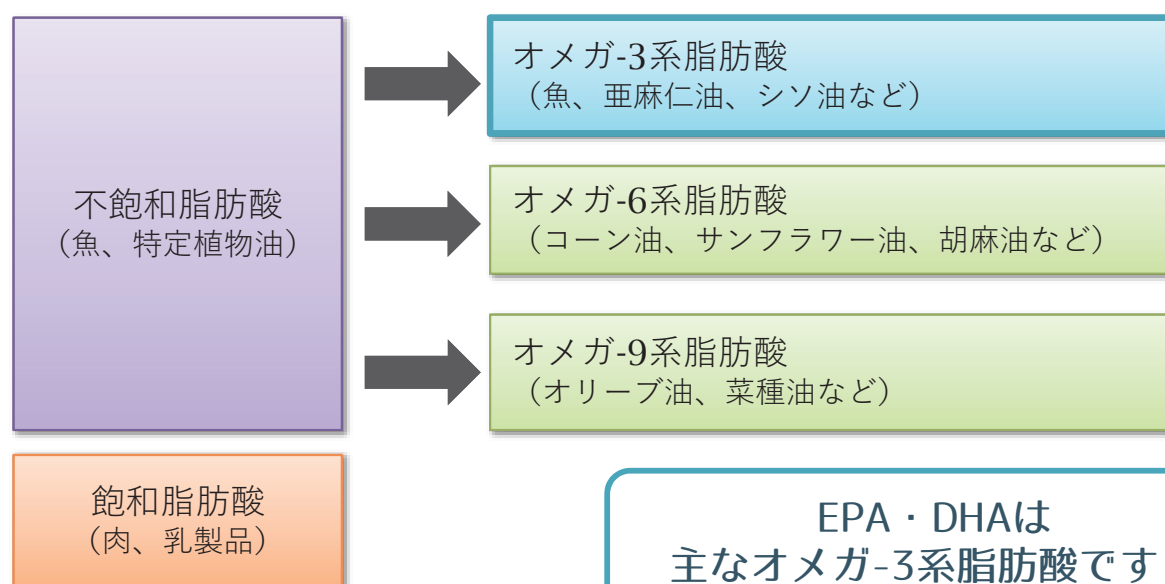 不飽和脂肪酸
（魚、特定植物油）
オメガ-3系脂肪酸
（魚、亜麻仁油、シソ油など）
オメガ-6系脂肪酸
（コーン油、サンフラワー油、胡麻油など）
オメガ-9系脂肪酸
（オリーブ油、菜種油など）
飽和脂肪酸
（肉、乳製品）
EPA・DHAは
主なオメガ-3系脂肪酸です